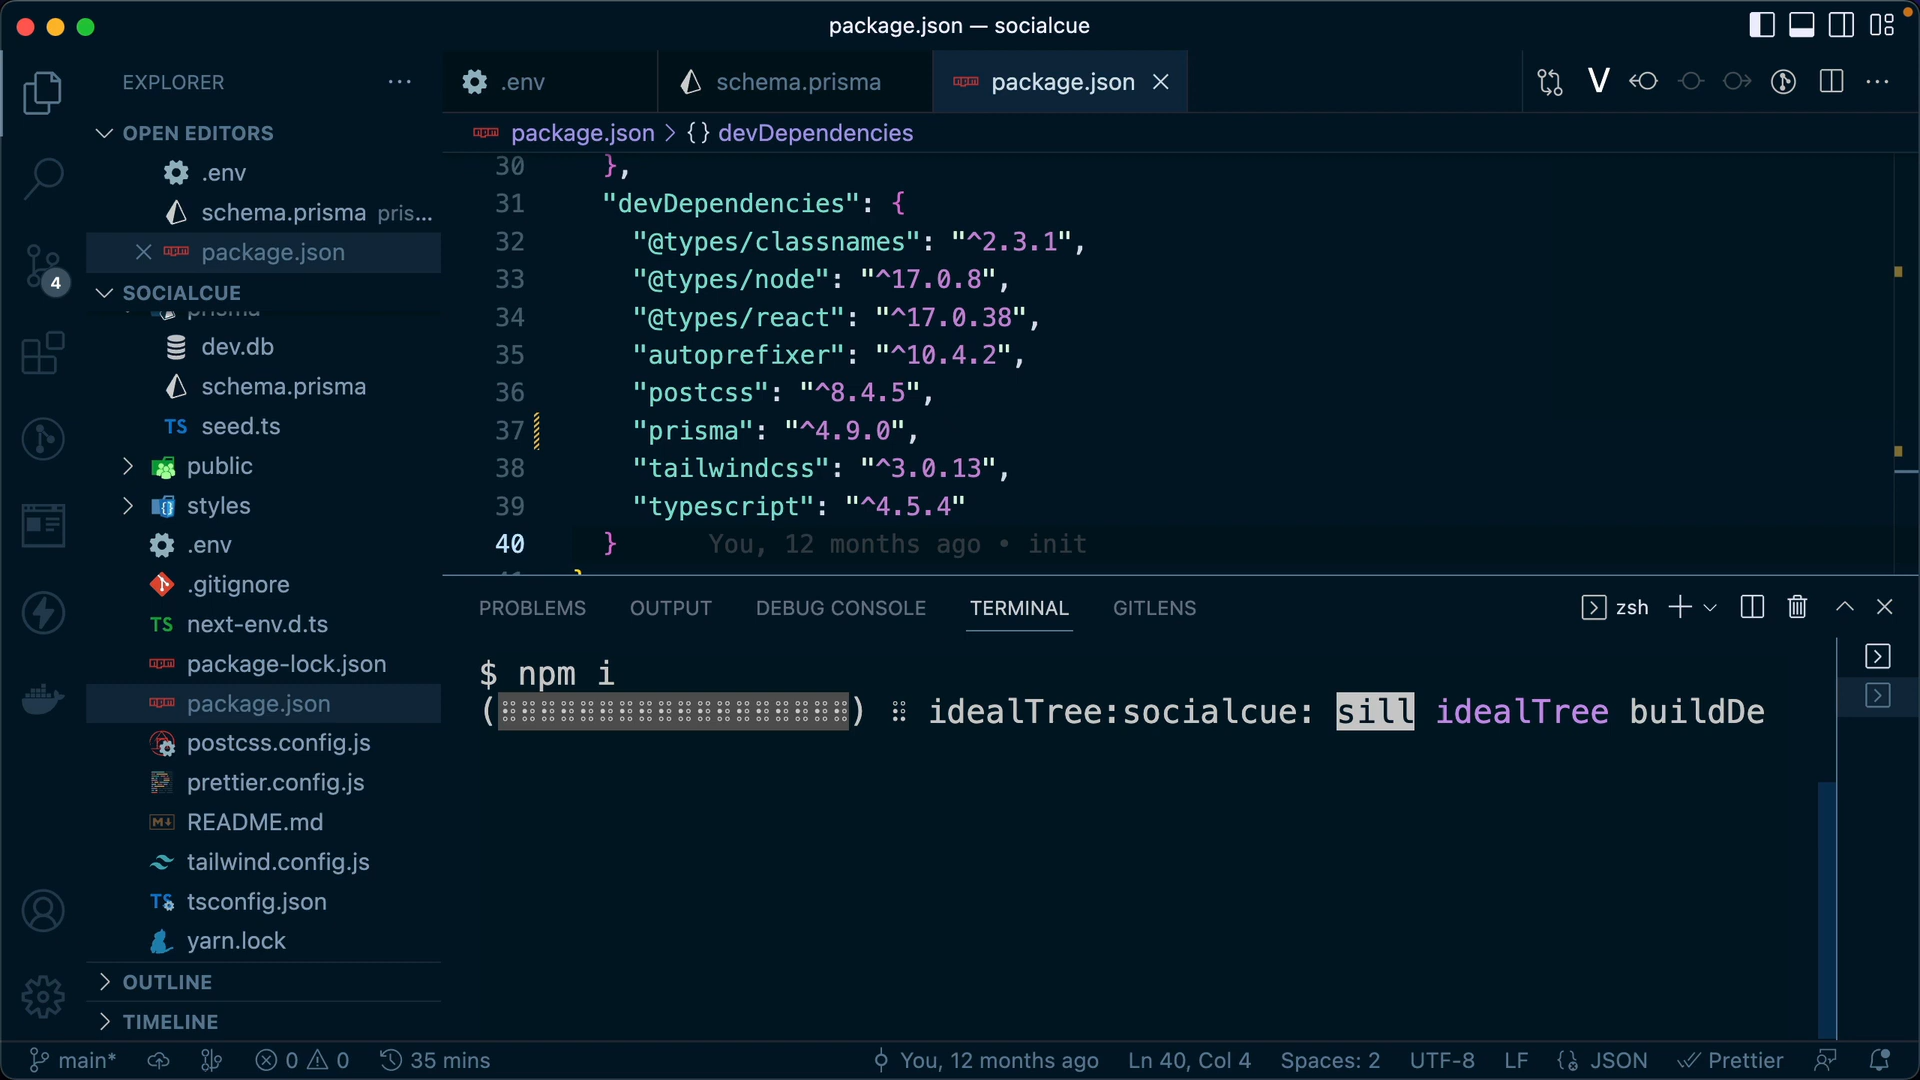 package.json — socialcue
EXPLORER
OPEN EDITORS
.env
schema.prisma pris...
package.json
4
SOCIALCUE
prisma
dev.db
schema.prisma
TS seed.ts
public
styles
.env
.gitignore
TS next-env.d.ts
package-lock.json
package.json
postcss.config.js
prettier.config.js
README.md
tailwind.config.js
TS tsconfig.json
yarn.lock
OUTLINE
TIMELINE
.env
schema.prisma
package.json
V
package.json > {} devDependencies
30 },
31 "devDependencies": {
32 "@types/classnames": "^2.3.1",
33 "@types/node": "^17.0.8",
34 "@types/react": "^17.0.38",
35 "autoprefixer": "^10.4.2",
36 "postcss": "^8.4.5",
37 "prisma": "^4.9.0",
38 "tailwindcss": "^3.0.13",
39 "typescript": "^4.5.4"
40 } You, 12 months ago • init
PROBLEMS OUTPUT DEBUG CONSOLE TERMINAL GITLENS
zsh
$ npm i
(⠿⠿⠿⠿⠿⠿⠿⠿⠿⠿⠿⠿⠿⠿⠿⠿⠿⠿) ⠿ idealTree:socialcue: sill idealTree buildDe
main* 0 0 35 mins You, 12 months ago Ln 40, Col 4 Spaces: 2 UTF-8 LF JSON Prettier